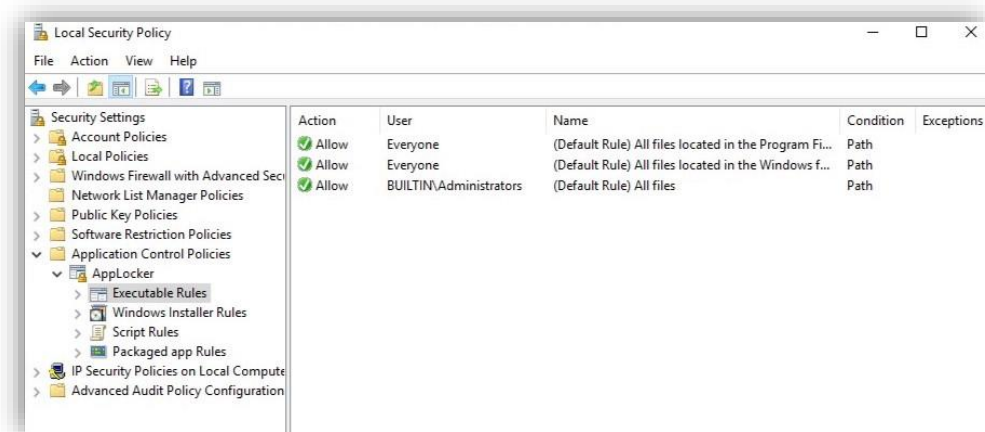 Local Security Policy
File Action View Help
Security Settings
Account Policies
Local Policies
Windows Firewall with Advanced Secu
Network List Manager Policies
Public Key Policies
Software Restriction Policies
Application Control Policies
AppLocker
Executable Rules
Windows Installer Rules
Script Rules
Packaged app Rules
IP Security Policies on Local Compute
Advanced Audit Policy Configuration
Action User Name Condition Exceptions
Allow Everyone (Default Rule) All files located in the Program Fi... Path
Allow Everyone (Default Rule) All files located in the Windows f... Path
Allow BUILTIN\Administrators (Default Rule) All files Path